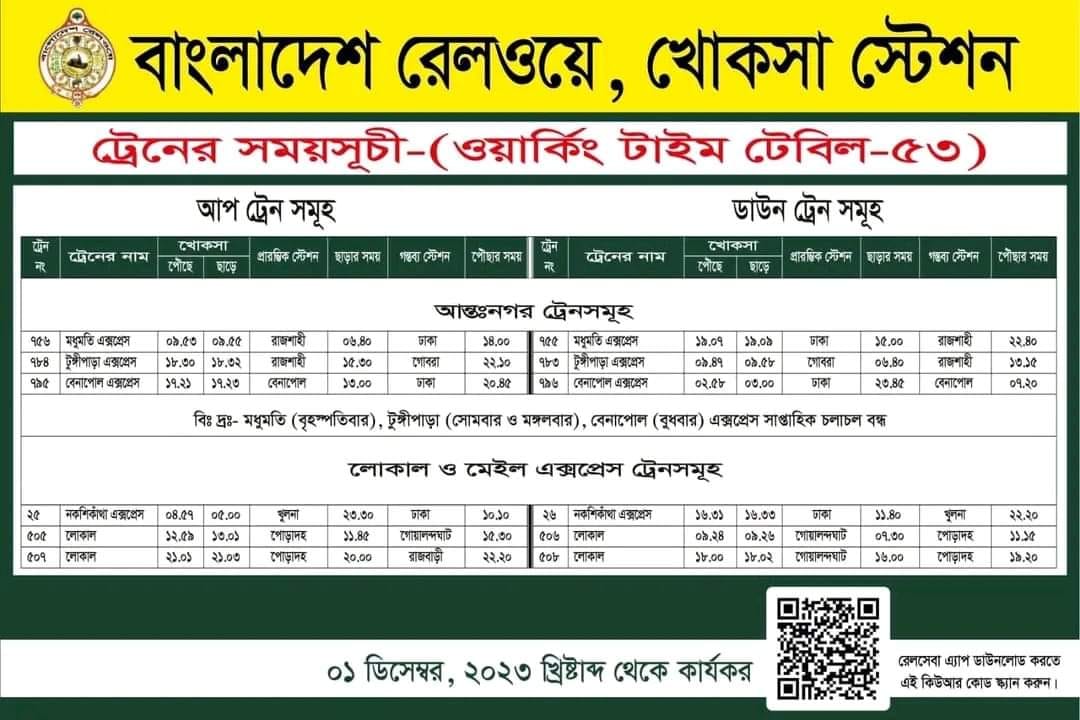 বাংলাদেশ রেলওয়ে, খোকসা স্টেশন
ট্রেনের সময়সূচী-(ওয়ার্কিং টাইম টেবিল-৫৩)
আপ ট্রেন সমূহ
ট্রেন নং ট্রেনের নাম খোকসা পৌঁছে ছাড়ে প্রারম্ভিক স্টেশন ছাড়ার সময় গন্তব্য স্টেশন পৌঁছার সময়
ডাউন ট্রেন সমূহ
ট্রেন নং ট্রেনের নাম খোকসা পৌঁছে ছাড়ে প্রারম্ভিক স্টেশন ছাড়ার সময় গন্তব্য স্টেশন পৌঁছার সময়
আন্তঃনগর ট্রেনসমূহ
৭৫৬ মধুমতি এক্সপ্রেস ০৯.৫৩ ০৯.৫৫ রাজশাহী ০৬.৪০ ঢাকা ১৪.০০ ৭৫৫ মধুমতি এক্সপ্রেস ১৯.০৭ ১৯.০৯ ঢাকা ১৫.০০ রাজশাহী ২২.৪০
৭৮৪ টুঙ্গীপাড়া এক্সপ্রেস ১৮.৩০ ১৮.৩২ রাজশাহী ১৫.৩০ গোবরা ২২.১০ ৭৮৩ টুঙ্গীপাড়া এক্সপ্রেস ০৯.৪৭ ০৯.৫৮ গোবরা ০৬.৪০ রাজশাহী ১৩.১৫
৭৯৫ বেনাপোল এক্সপ্রেস ১৭.২১ ১৭.২৩ বেনাপোল ১৩.০০ ঢাকা ২০.৪৫ ৭৯৬ বেনাপোল এক্সপ্রেস ০২.৫৮ ০৩.০০ ঢাকা ২৩.৪৫ বেনাপোল ০৭.২০
বিঃ দ্রঃ- মধুমতি (বৃহস্পতিবার), টুঙ্গীপাড়া (সোমবার ও মঙ্গলবার), বেনাপোল (বুধবার) এক্সপ্রেস সাপ্তাহিক চলাচল বন্ধ
লোকাল ও মেইল এক্সপ্রেস ট্রেনসমূহ
২৫ নকশিকাঁথা এক্সপ্রেস ০৪.৫৭ ০৫.০০ খুলনা ২৩.৩০ ঢাকা ১০.১০ ২৬ নকশিকাঁথা এক্সপ্রেস ১৬.৩১ ১৬.৩৩ ঢাকা ১১.৪০ খুলনা ২২.২০
৫০৫ লোকাল ১২.৫৯ ১৩.০১ পোড়াদহ ১১.৪৫ গোয়ালন্দঘাট ১৫.৩০ ৫০৬ লোকাল ০৯.২৪ ০৯.২৬ গোয়ালন্দঘাট ০৭.৩০ পোড়াদহ ১১.১৫
৫০৭ লোকাল ২১.০১ ২১.০৩ পোড়াদহ ২০.০০ রাজবাড়ী ২২.২০ ৫০৮ লোকাল ১৮.০০ ১৮.০২ গোয়ালন্দঘাট ১৬.০০ পোড়াদহ ১৯.২০
০১ ডিসেম্বর, ২০২৩ খ্রিষ্টাব্দ থেকে কার্যকর
রেলসেবা এ্যাপ ডাউনলোড করতে
এই কিউআর কোড স্ক্যান করুন।